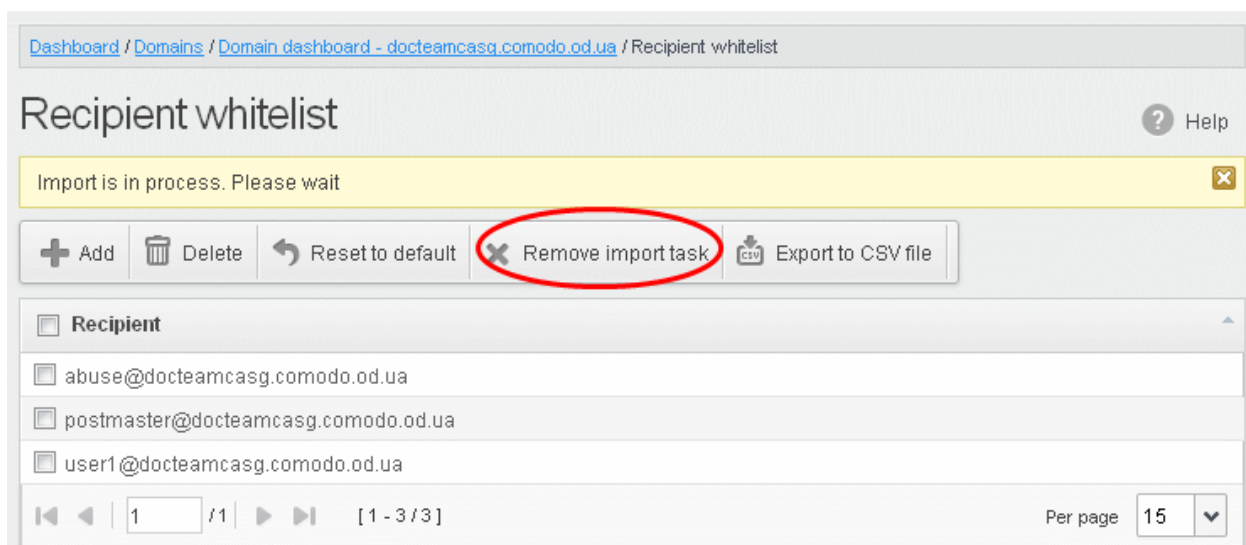 Dashboard / Domains / Domain dashboard - docteamcasg.comodo.od.ua / Recipient whitelist
Recipient whitelist
Help
Import is in process. Please wait
Add Delete Reset to default Remove import task CSV Export to CSV file
Recipient
abuse@docteamcasg.comodo.od.ua
postmaster@docteamcasg.comodo.od.ua
user1@docteamcasg.comodo.od.ua
1 /1 [1 - 3 / 3] Per page 15